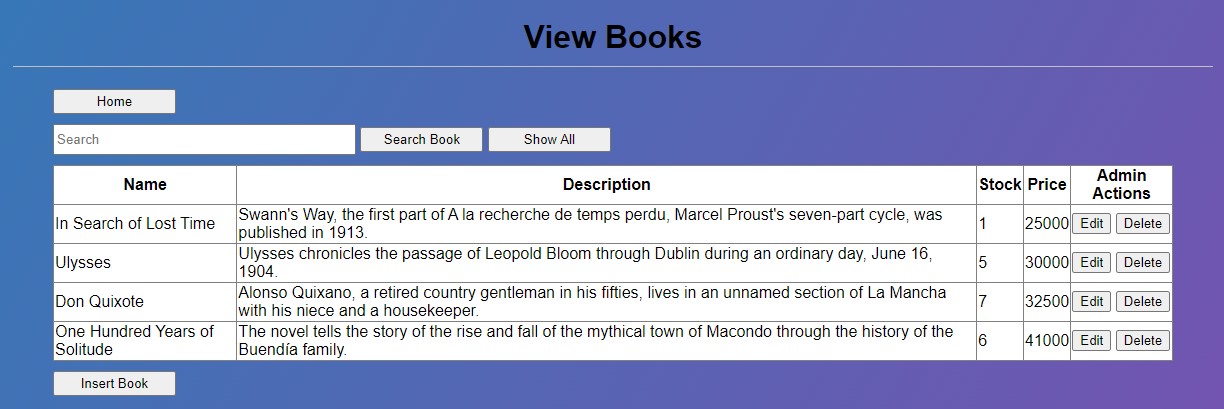 View Books
Home
Search Search Book Show All
Name Description Stock Price Admin
Actions
In Search of Lost Time Swann's Way, the first part of A la recherche de temps perdu, Marcel Proust's seven-part cycle, was
published in 1913. 1 25000 Edit Delete
Ulysses Ulysses chronicles the passage of Leopold Bloom through Dublin during an ordinary day, June 16,
1904. 5 30000 Edit Delete
Don Quixote Alonso Quixano, a retired country gentleman in his fifties, lives in an unnamed section of La Mancha
with his niece and a housekeeper. 7 32500 Edit Delete
One Hundred Years of
Solitude The novel tells the story of the rise and fall of the mythical town of Macondo through the history of the
Buendía family. 6 41000 Edit Delete
Insert Book